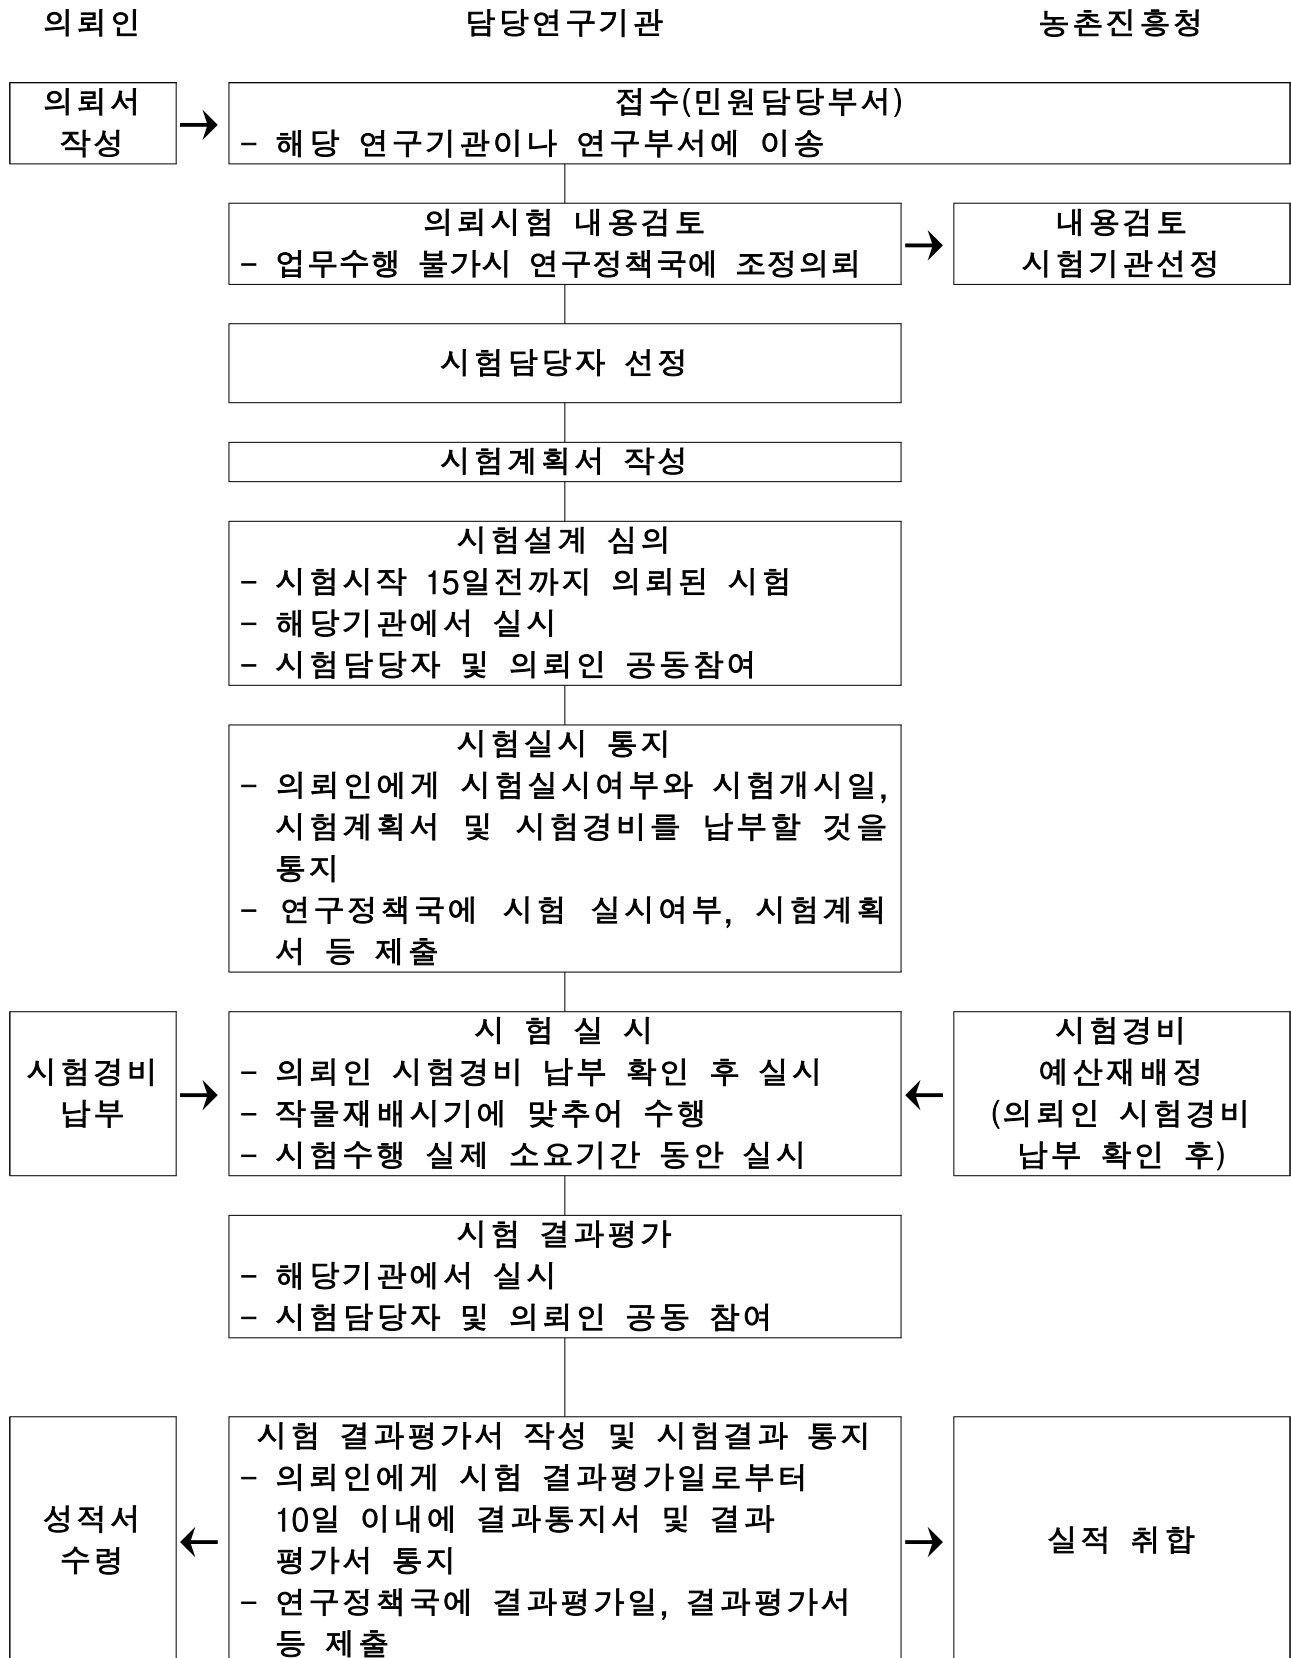 의뢰인 담당연구기관 농촌진흥청
의뢰서
작성
접수(민원담당부서)
- 해당 연구기관이나 연구부서에 이송
의뢰시험 내용검토
- 업무수행 불가시 연구정책국에 조정의뢰
내용검토
시험기관선정
시험담당자 선정
시험계획서 작성
시험설계 심의
- 시험시작 15일전까지 의뢰된 시험
- 해당기관에서 실시
- 시험담당자 및 의뢰인 공동참여
시험실시 통지
- 의뢰인에게 시험실시여부와 시험개시일,
시험계획서 및 시험경비를 납부할 것을
통지
- 연구정책국에 시험 실시여부, 시험계획
서 등 제출
시험경비
납부
시 험 실 시
- 의뢰인 시험경비 납부 확인 후 실시
- 작물재배시기에 맞추어 수행
- 시험수행 실제 소요기간 동안 실시
시험경비
예산재배정
(의뢰인 시험경비
납부 확인 후)
시험 결과평가
- 해당기관에서 실시
- 시험담당자 및 의뢰인 공동 참여
성적서
수령
시험 결과평가서 작성 및 시험결과 통지
- 의뢰인에게 시험 결과평가일로부터
10일 이내에 결과통지서 및 결과
평가서 통지
- 연구정책국에 결과평가일, 결과평가서
등 제출
실적 취합